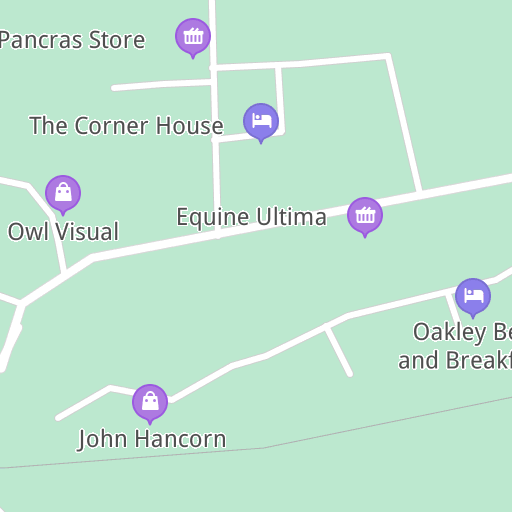 Pancras Store
The Corner House
Owl Visual
Equine Ultima
Oakley Be
and Breakf
John Hancorn